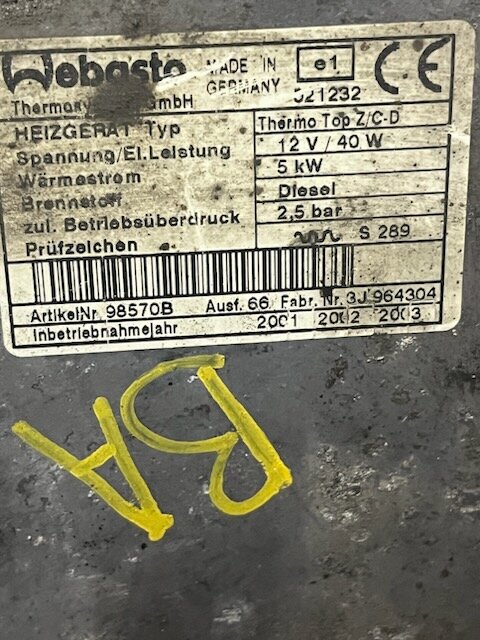 Webasto MADE IN GERMANY e1 CE
GmbH 021232
HEIZGERÄT Typ Thermo Top Z/C-D
Spannung/El.Leistung 12 V / 40 W
Wärmestrom 5 kW
Brennstoff Diesel
zul. Betriebsüberdruck 2,5 bar
Prüfzeichen S 289
ArtikelNr. 98570B Ausf. 66 Fabr. Nr. 3J 964304
Inbetriebnahmejahr 2001 2002 2003
BA